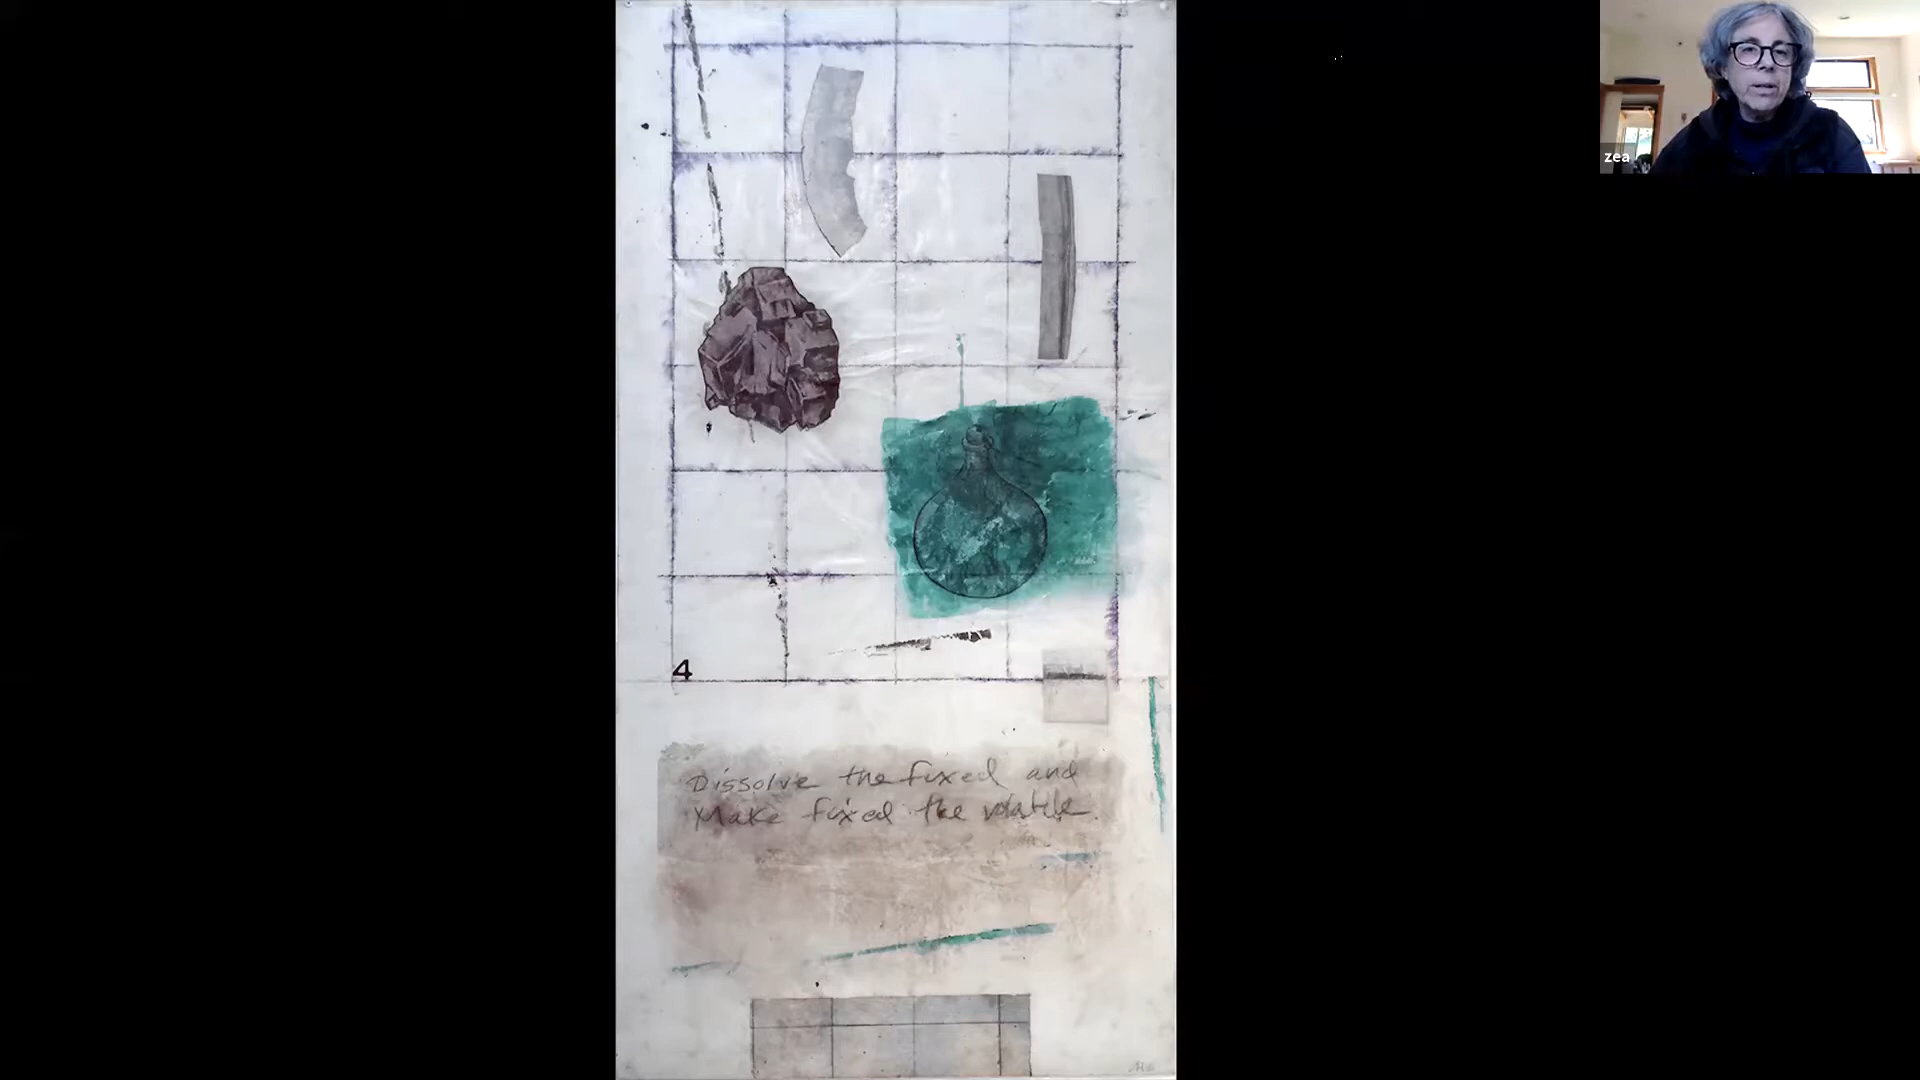 zea
4
Dissolve the fixed and
Make fixed the volatile.